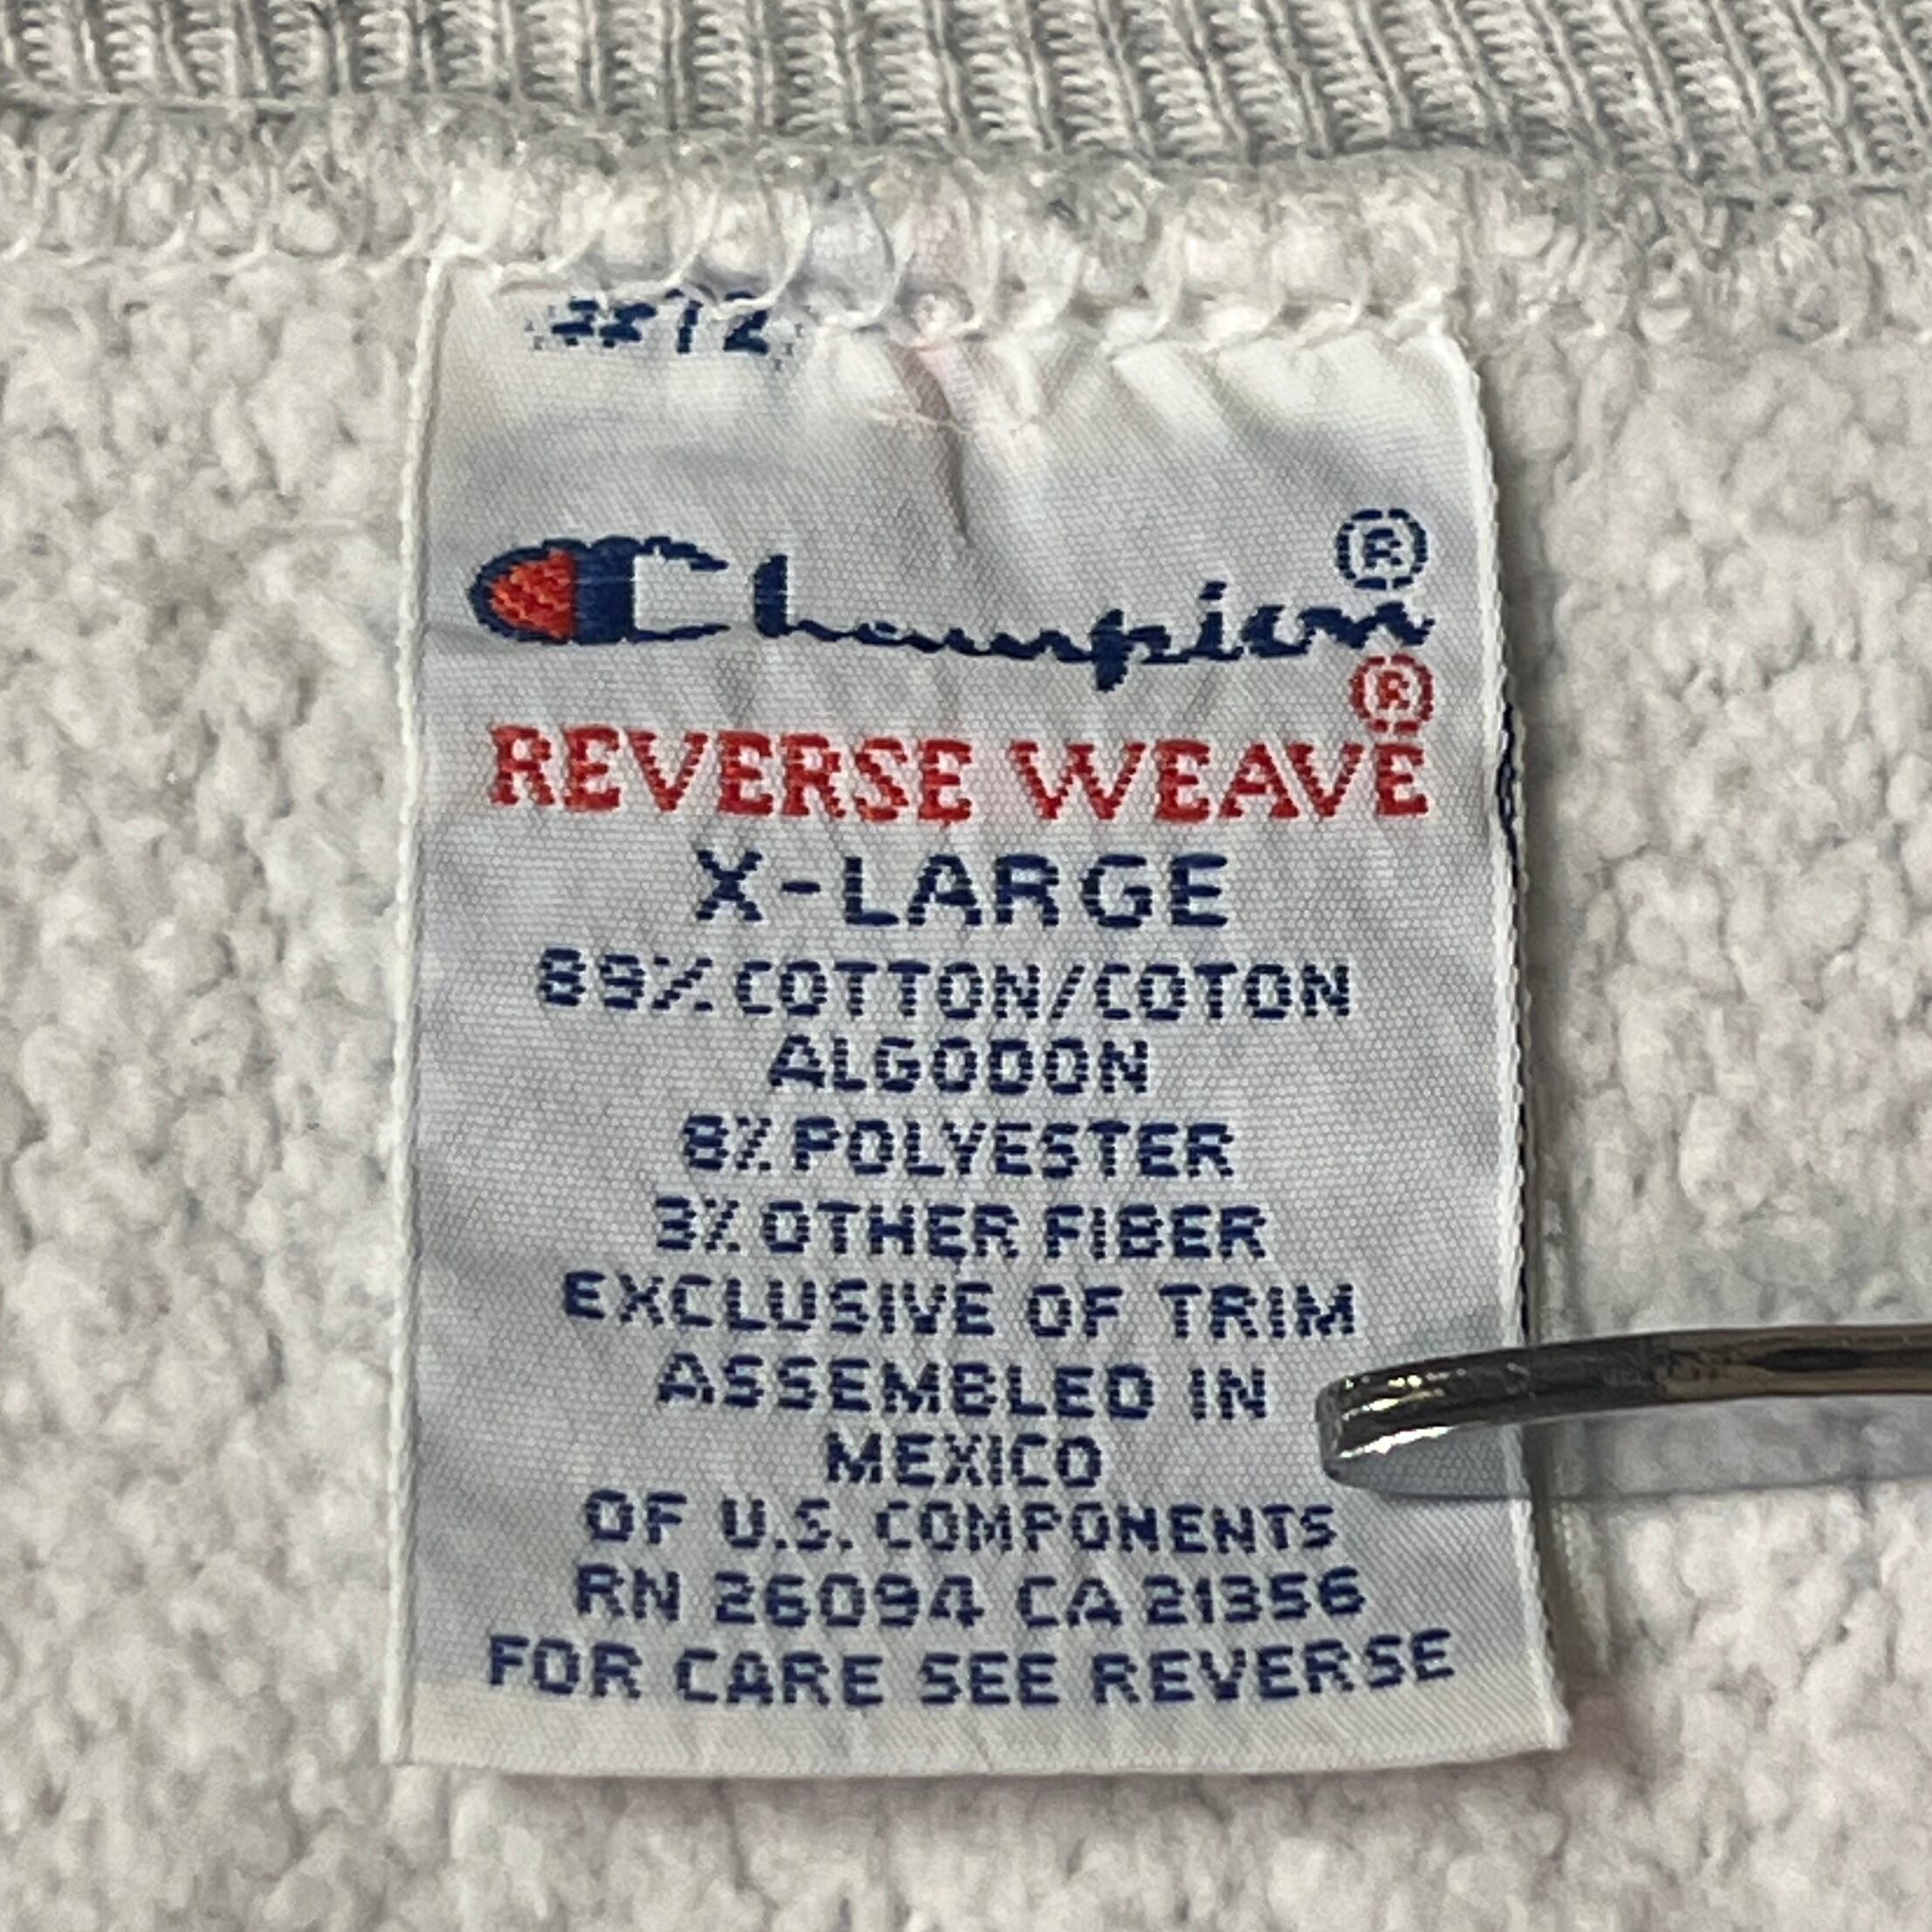 Champion®
REVERSE WEAVE®
X-LARGE
89% COTTON/COTON
ALGODON
8% POLYESTER
3% OTHER FIBER
EXCLUSIVE OF TRIM
ASSEMBLED IN
MEXICO
OF U.S. COMPONENTS
RN 26094 CA 21356
FOR CARE SEE REVERSE